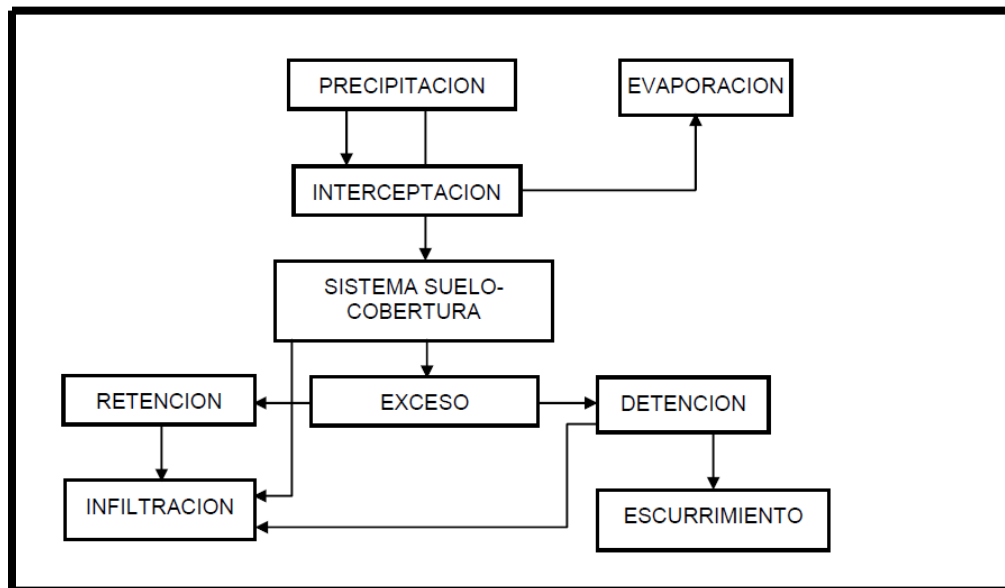 PRECIPITACION
EVAPORACION
INTERCEPTACION
SISTEMA SUELO-
COBERTURA
RETENCION
EXCESO
DETENCION
INFILTRACION
ESCURRIMIENTO